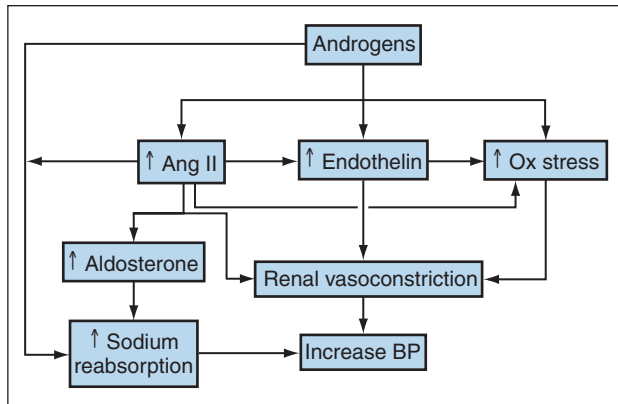 Androgens
↑ Ang II
↑ Endothelin
↑ Ox stress
↑ Aldosterone
Renal vasoconstriction
↑ Sodium
reabsorption
Increase BP